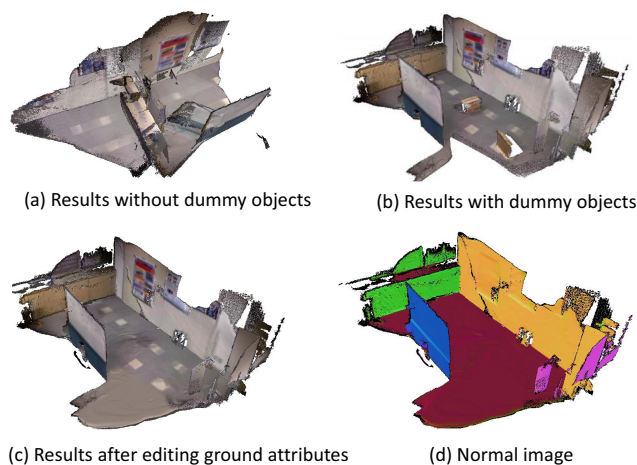 (a) Results without dummy objects
(b) Results with dummy objects
(c) Results after editing ground attributes
(d) Normal image